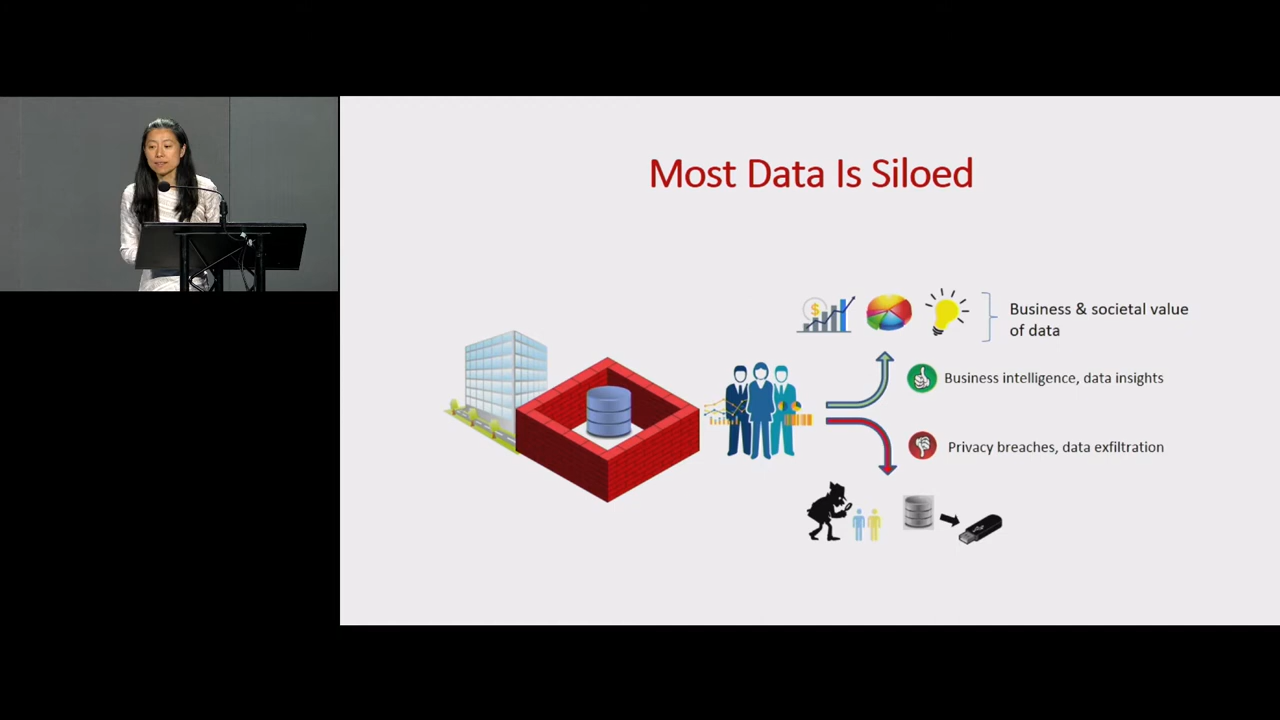 Most Data Is Siloed
Business & societal value
of data
Business intelligence, data insights
Privacy breaches, data exfiltration